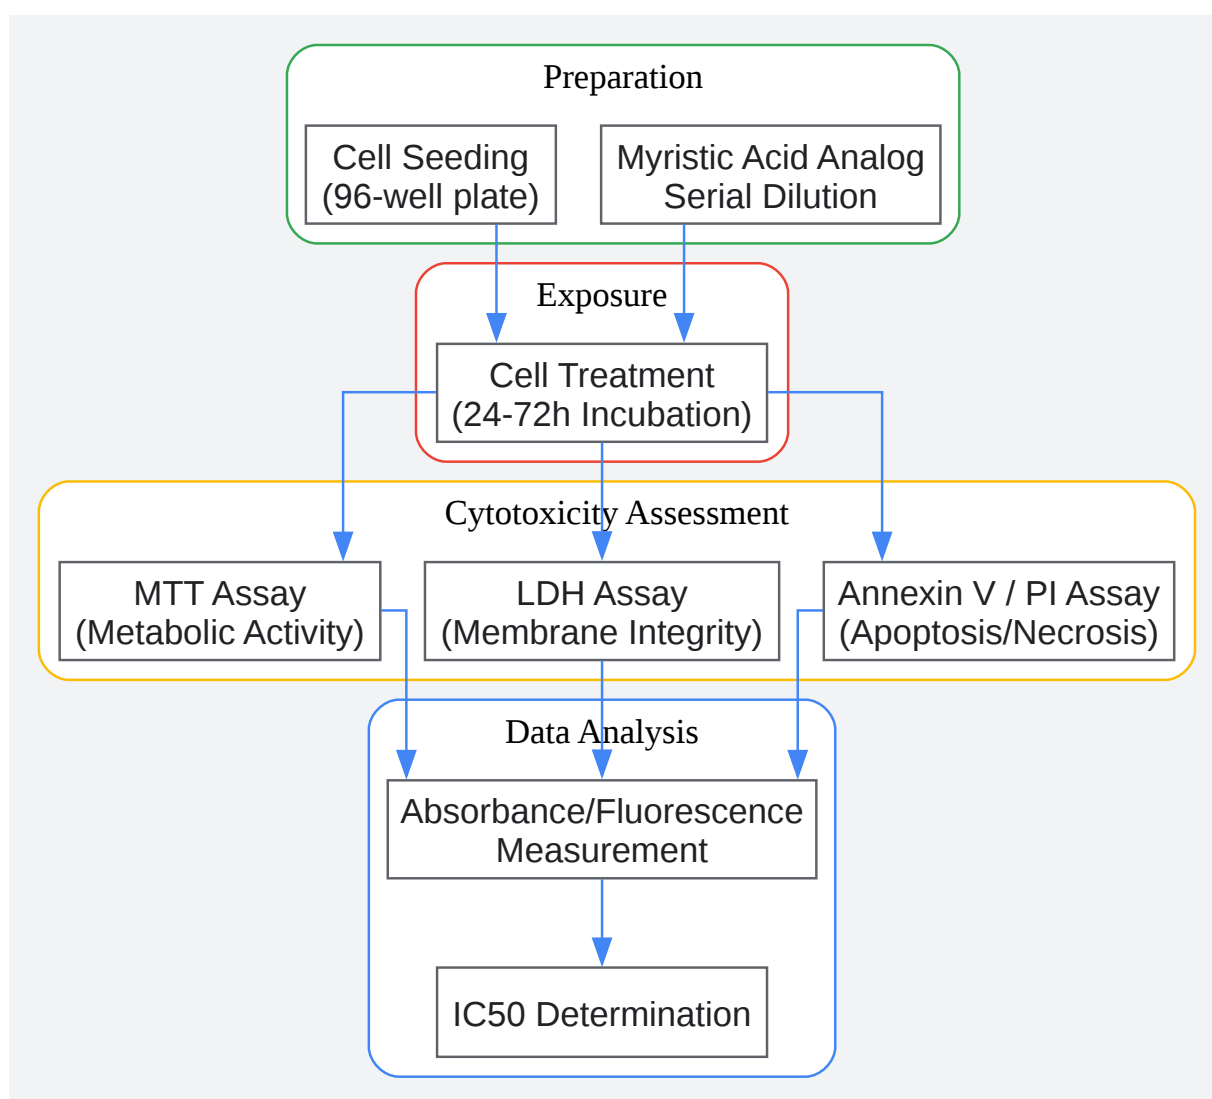 Preparation
Cell Seeding
(96-well plate)
Myristic Acid Analog
Serial Dilution
Exposure
Cell Treatment
(24-72h Incubation)
Cytotoxicity Assessment
MTT Assay
(Metabolic Activity)
LDH Assay
(Membrane Integrity)
Annexin V / PI Assay
(Apoptosis/Necrosis)
Data Analysis
Absorbance/Fluorescence
Measurement
IC50 Determination